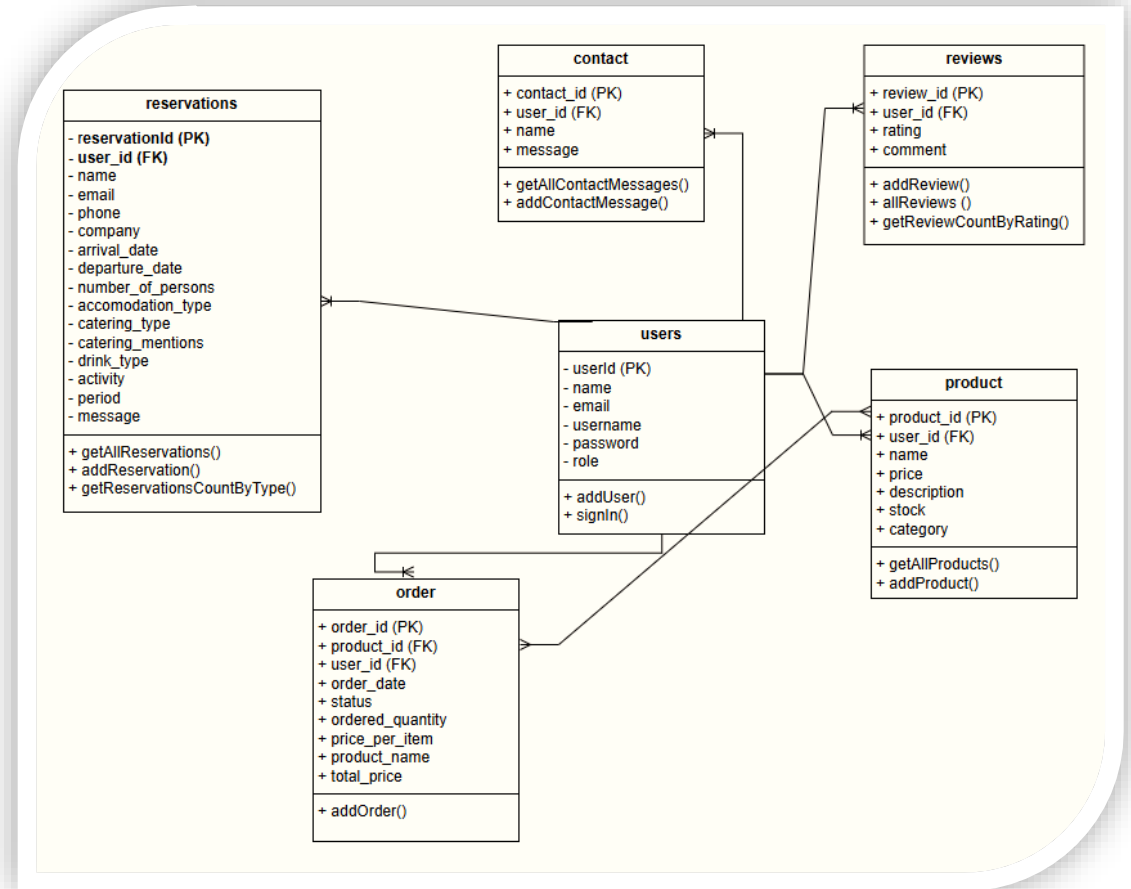 reservations
- reservationId (PK)
- user_id (FK)
- name
- email
- phone
- company
- arrival_date
- departure_date
- number_of_persons
- accomodation_type
- catering_type
- catering_mentions
- drink_type
- activity
- period
- message
+ getAllReservations()
+ addReservation()
+ getReservationsCountByType()
contact
+ contact_id (PK)
+ user_id (FK)
+ name
+ message
+ getAllContactMessages()
+ addContactMessage()
reviews
+ review_id (PK)
+ user_id (FK)
+ rating
+ comment
+ addReview()
+ allReviews ()
+ getReviewCountByRating()
users
- userId (PK)
- name
- email
- username
- password
- role
+ addUser()
+ signIn()
product
+ product_id (PK)
+ user_id (FK)
+ name
+ price
+ description
+ stock
+ category
+ getAllProducts()
+ addProduct()
order
+ order_id (PK)
+ product_id (FK)
+ user_id (FK)
+ order_date
+ status
+ ordered_quantity
+ price_per_item
+ product_name
+ total_price
+ addOrder()